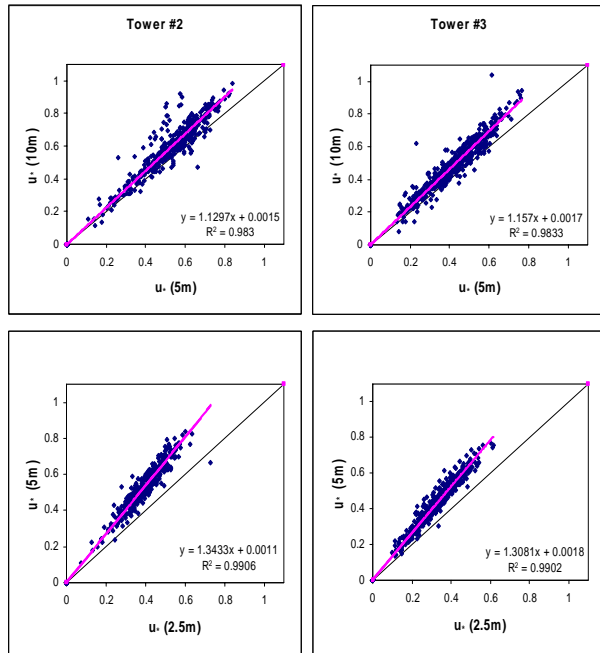 Tower #2
1
0.8
0.6
0.4
0.2
0
0 0.2 0.4 0.6 0.8 1
u* (10m)
u* (5m)
y = 1.1297x + 0.0015
R² = 0.983
Tower #3
1
0.8
0.6
0.4
0.2
0
0 0.2 0.4 0.6 0.8 1
u* (10m)
u* (5m)
y = 1.157x + 0.0017
R² = 0.9833
1
0.8
0.6
0.4
0.2
0
0 0.2 0.4 0.6 0.8 1
u* (5m)
u* (2.5m)
y = 1.3433x + 0.0011
R² = 0.9906
1
0.8
0.6
0.4
0.2
0
0 0.2 0.4 0.6 0.8 1
u* (5m)
u* (2.5m)
y = 1.3081x + 0.0018
R² = 0.9902